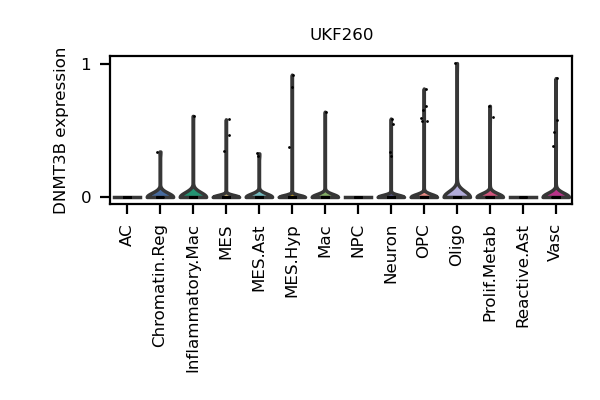 UKF260
DNMT3B expression
1
0
AC
Chromatin.Reg
Inflammatory.Mac
MES
MES.Ast
MES.Hyp
Mac
NPC
Neuron
OPC
Oligo
Prolif.Metab
Reactive.Ast
Vasc